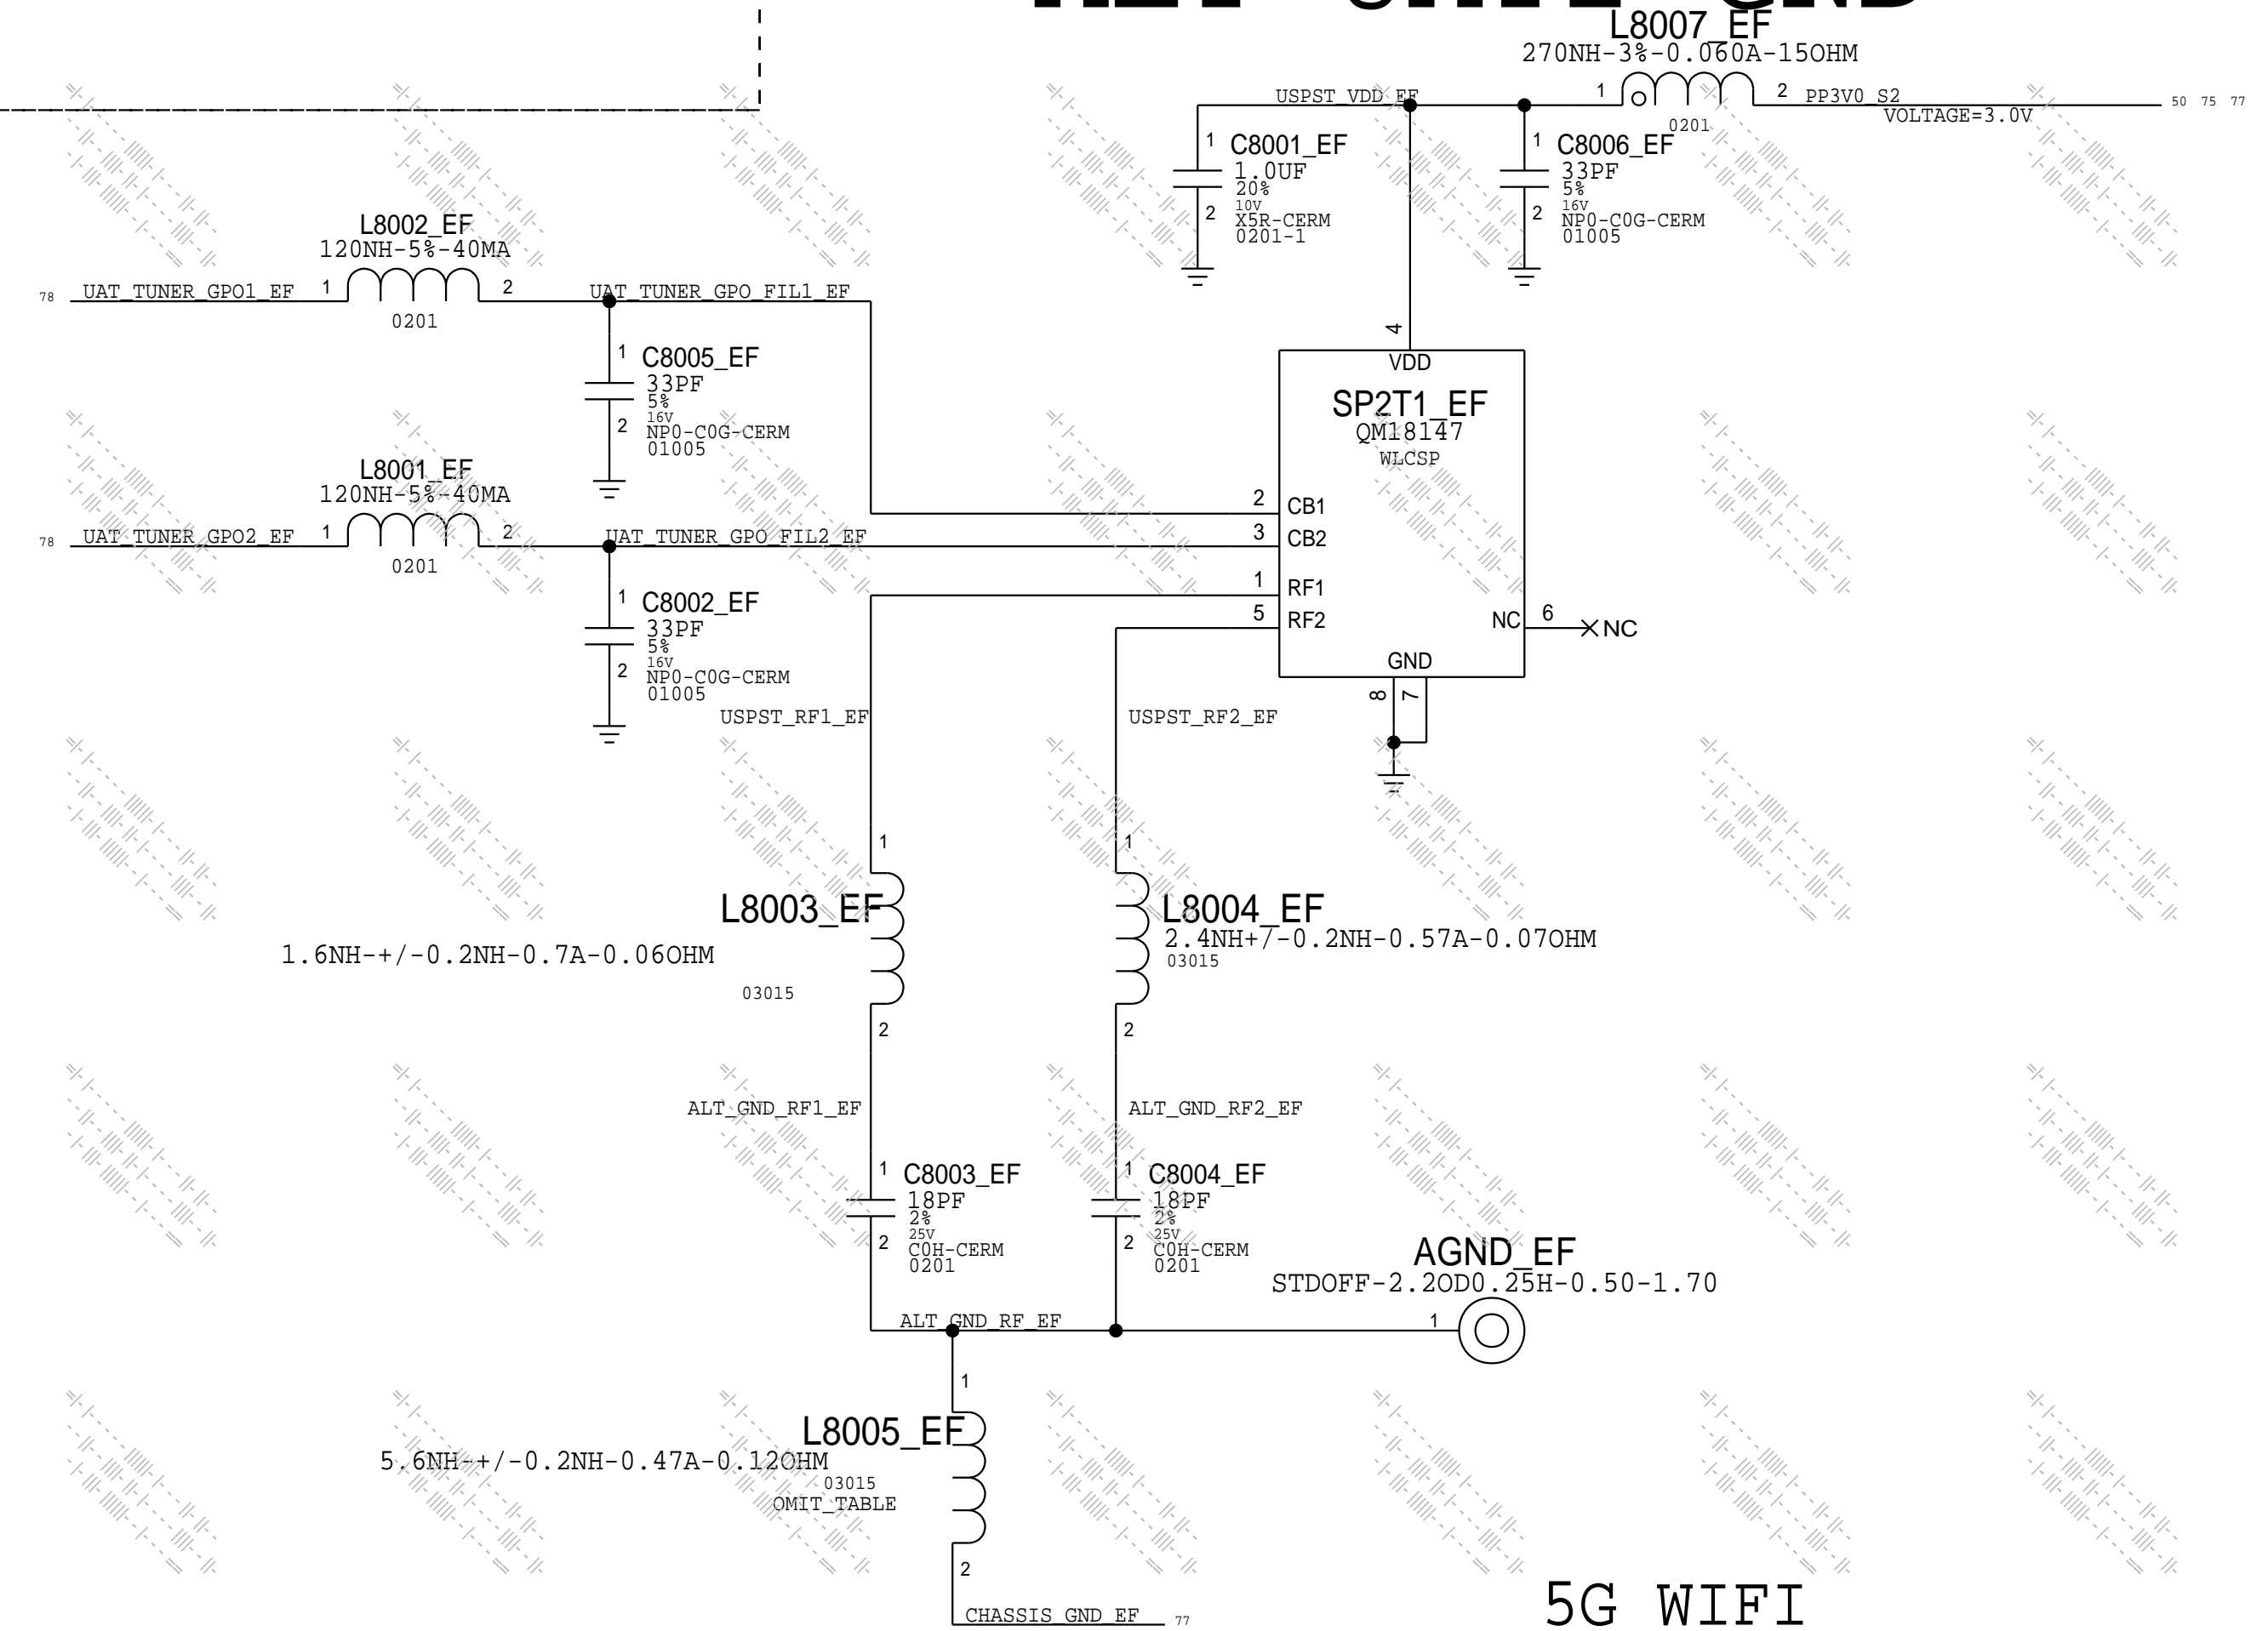 L8007_EF
270NH-3%-0.060A-15OHM
USPST_VDD_EF
1
2
PP3V0_S2
50 75 77
VOLTAGE=3.0V
0201
1
C8001_EF
1.0UF
20%
10V
2
X5R-CERM
0201-1
1
C8006_EF
33PF
5%
16V
2
NP0-C0G-CERM
01005
L8002_EF
120NH-5%-40MA
78
UAT_TUNER_GPO1_EF
1
2
UAT_TUNER_GPO_FIL1_EF
0201
1
C8005_EF
33PF
5%
16V
2
NP0-C0G-CERM
01005
4
VDD
SP2T1_EF
QM18147
WLCSP
L8001_EF
120NH-5%-40MA
78
UAT_TUNER_GPO2_EF
1
2
UAT_TUNER_GPO_FIL2_EF
0201
2
CB1
3
CB2
1
RF1
5
RF2
NC
6
NC
GND
8
7
1
C8002_EF
33PF
5%
16V
2
NP0-C0G-CERM
01005
USPST_RF1_EF
USPST_RF2_EF
1
L8003_EF
1.6NH-+/-0.2NH-0.7A-0.06OHM
03015
2
1
L8004_EF
2.4NH+/-0.2NH-0.57A-0.07OHM
03015
2
ALT_GND_RF1_EF
ALT_GND_RF2_EF
1
C8003_EF
18PF
2%
25V
2
C0H-CERM
0201
1
C8004_EF
18PF
2%
25V
2
C0H-CERM
0201
AGND_EF
STDOFF-2.2OD0.25H-0.50-1.70
ALT_GND_RF_EF
1
1
L8005_EF
5.6NH-+/-0.2NH-0.47A-0.12OHM
03015
OMIT_TABLE
2
CHASSIS_GND_EF
77
5G WIFI